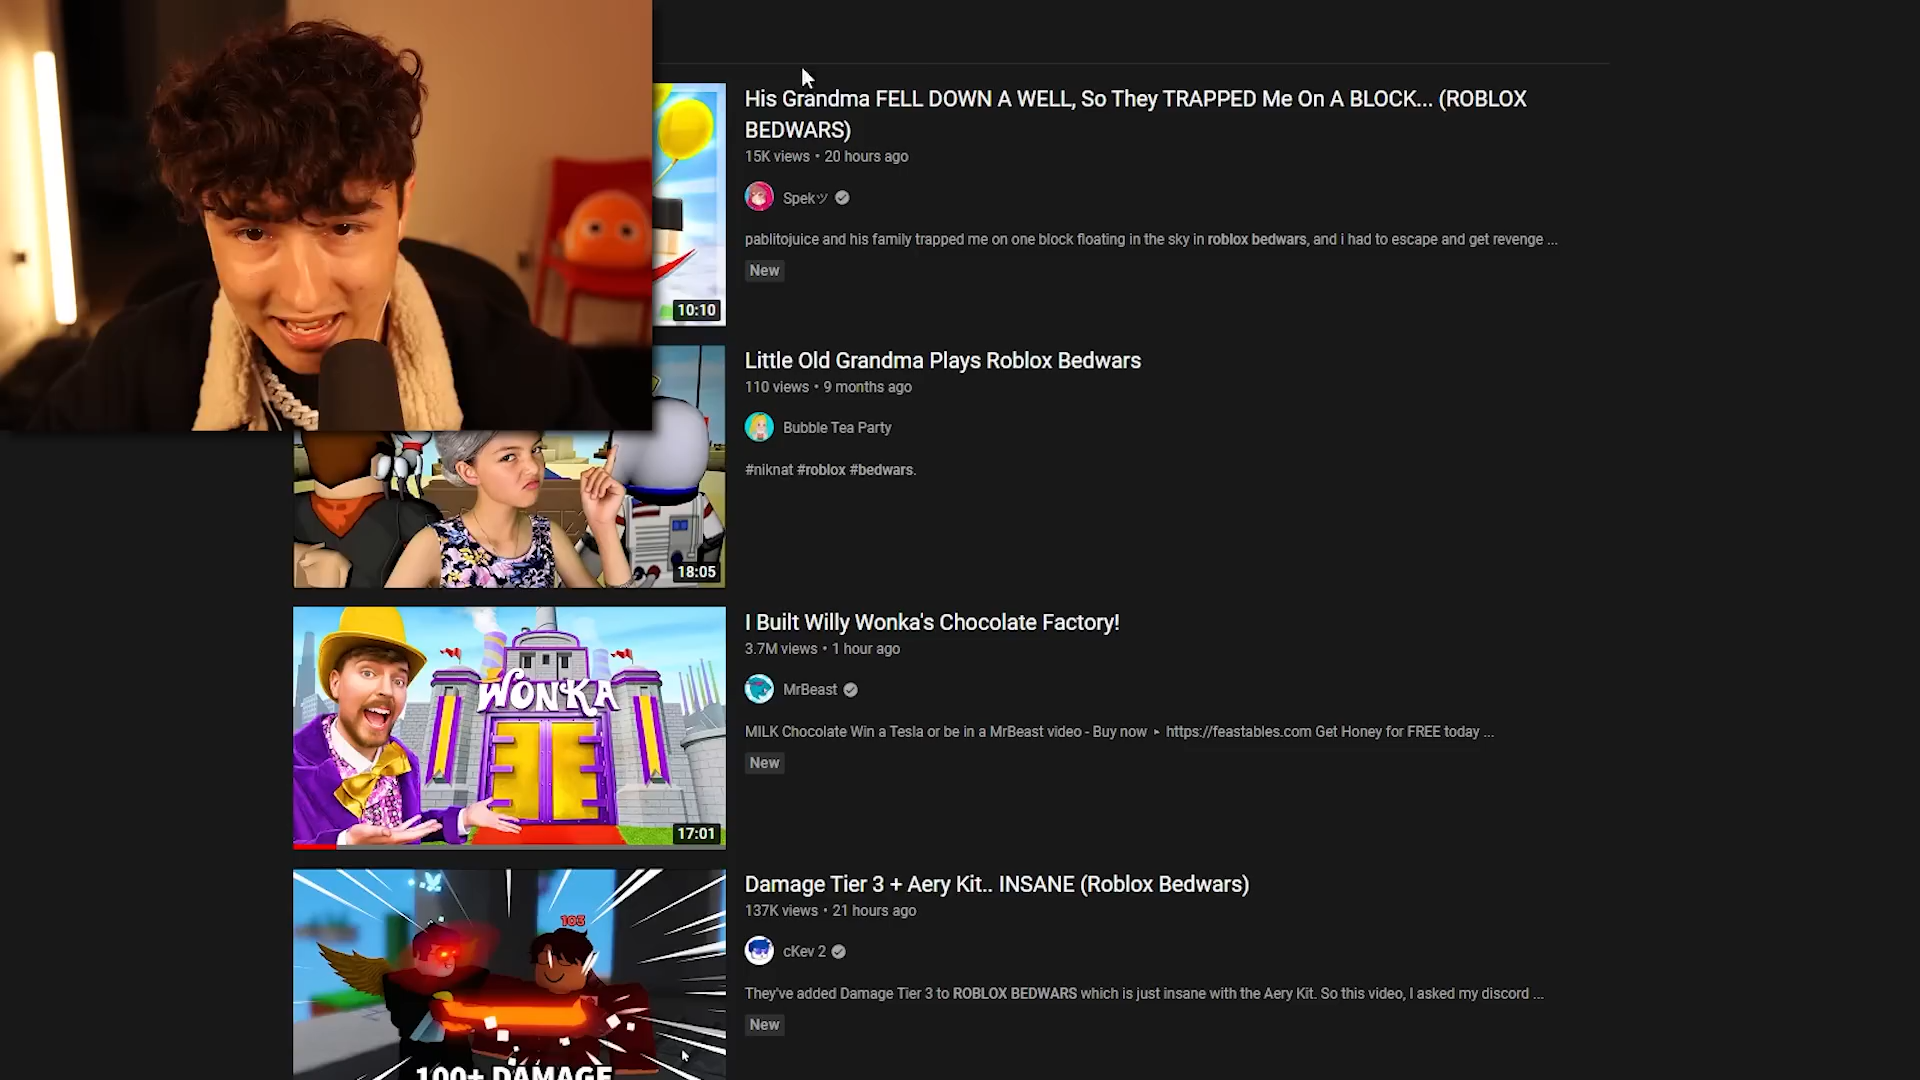 His Grandma FELL DOWN A WELL, So They TRAPPED Me On A BLOCK... (ROBLOX
BEDWARS)
15K views • 20 hours ago
Spekツ
pablitojuice and his family trapped me on one block floating in the sky in roblox bedwars, and i had to escape and get revenge ...
New
10:10
Little Old Grandma Plays Roblox Bedwars
110 views • 9 months ago
Bubble Tea Party
#niknat #roblox #bedwars.
18:05
I Built Willy Wonka's Chocolate Factory!
3.7M views • 1 hour ago
MrBeast
MILK Chocolate Win a Tesla or be in a MrBeast video - Buy now ‣ https://feastables.com Get Honey for FREE today ...
New
WONKA
17:01
Damage Tier 3 + Aery Kit.. INSANE (Roblox Bedwars)
137K views • 21 hours ago
cKev 2
They've added Damage Tier 3 to ROBLOX BEDWARS which is just insane with the Aery Kit. So this video, I asked my discord ...
New
103
100+ DAMAGE